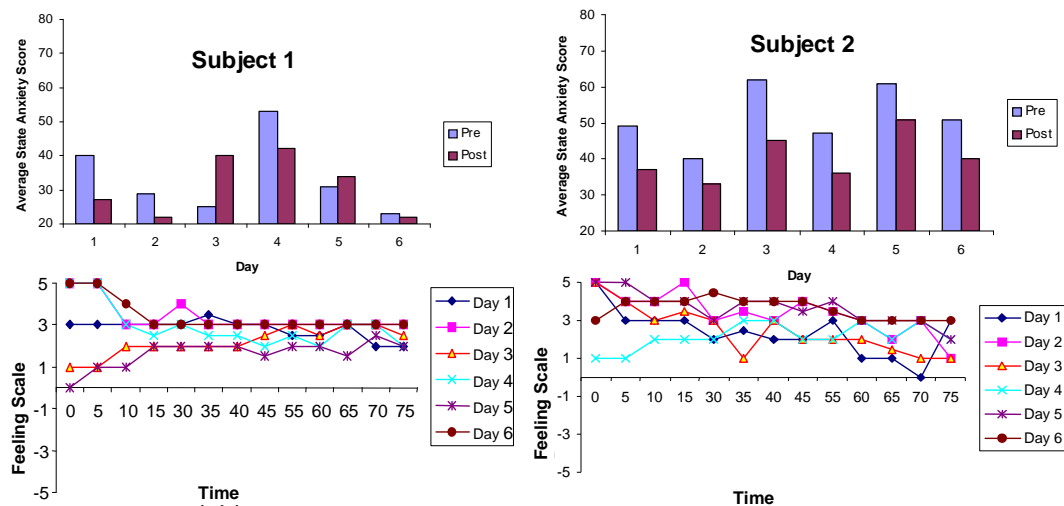 Subject 1
Average State Anxiety Score
80
70
60
50
40
30
20
1 2 3 4 5 6
Day
Pre
Post
Subject 2
Average State Anxiety Score
80
70
60
50
40
30
20
1 2 3 4 5 6
Day
Pre
Post
Feeling Scale
5
3
1
-1
-3
-5
0 5 10 15 30 35 40 45 55 60 65 70 75
Time
Day 1
Day 2
Day 3
Day 4
Day 5
Day 6
Feeling Scale
5
3
1
-1
-3
-5
0 5 10 15 30 35 40 45 55 60 65 70 75
Time
Day 1
Day 2
Day 3
Day 4
Day 5
Day 6